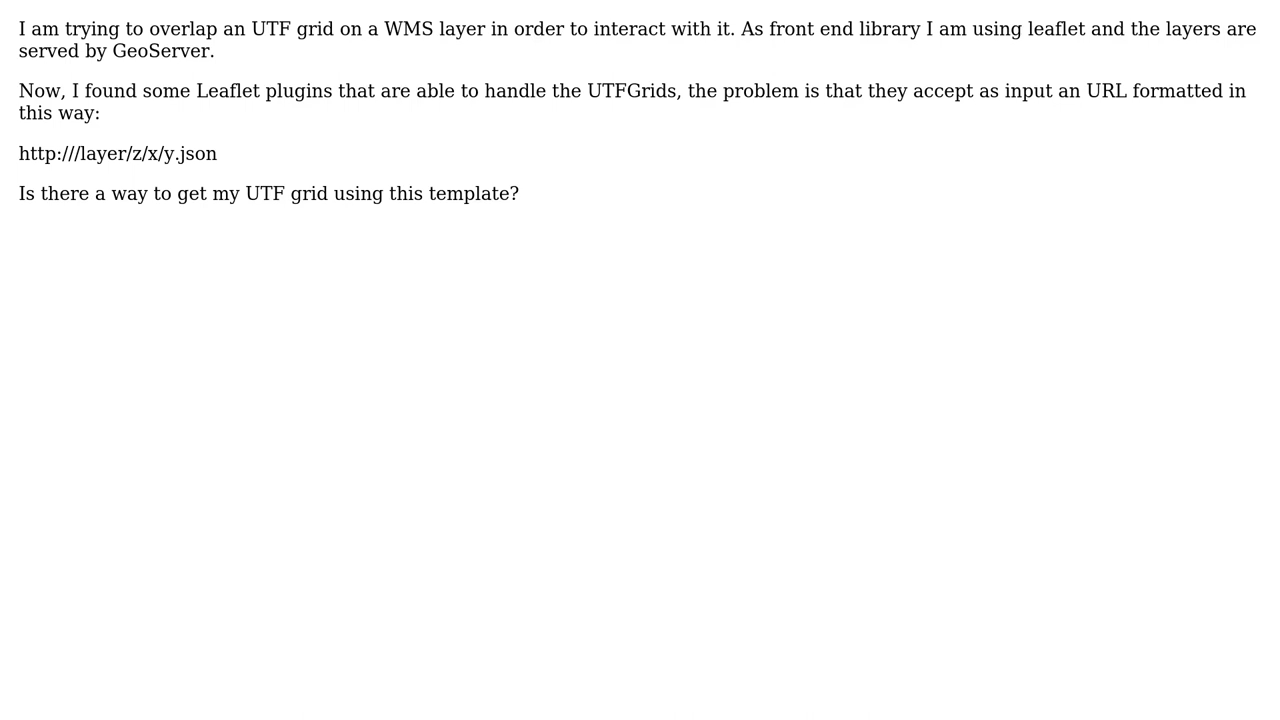 I am trying to overlap an UTF grid on a WMS layer in order to interact with it. As front end library I am using leaflet and the layers are
served by GeoServer.
Now, I found some Leaflet plugins that are able to handle the UTFGrids, the problem is that they accept as input an URL formatted in
this way:
http:///layer/z/x/y.json
Is there a way to get my UTF grid using this template?